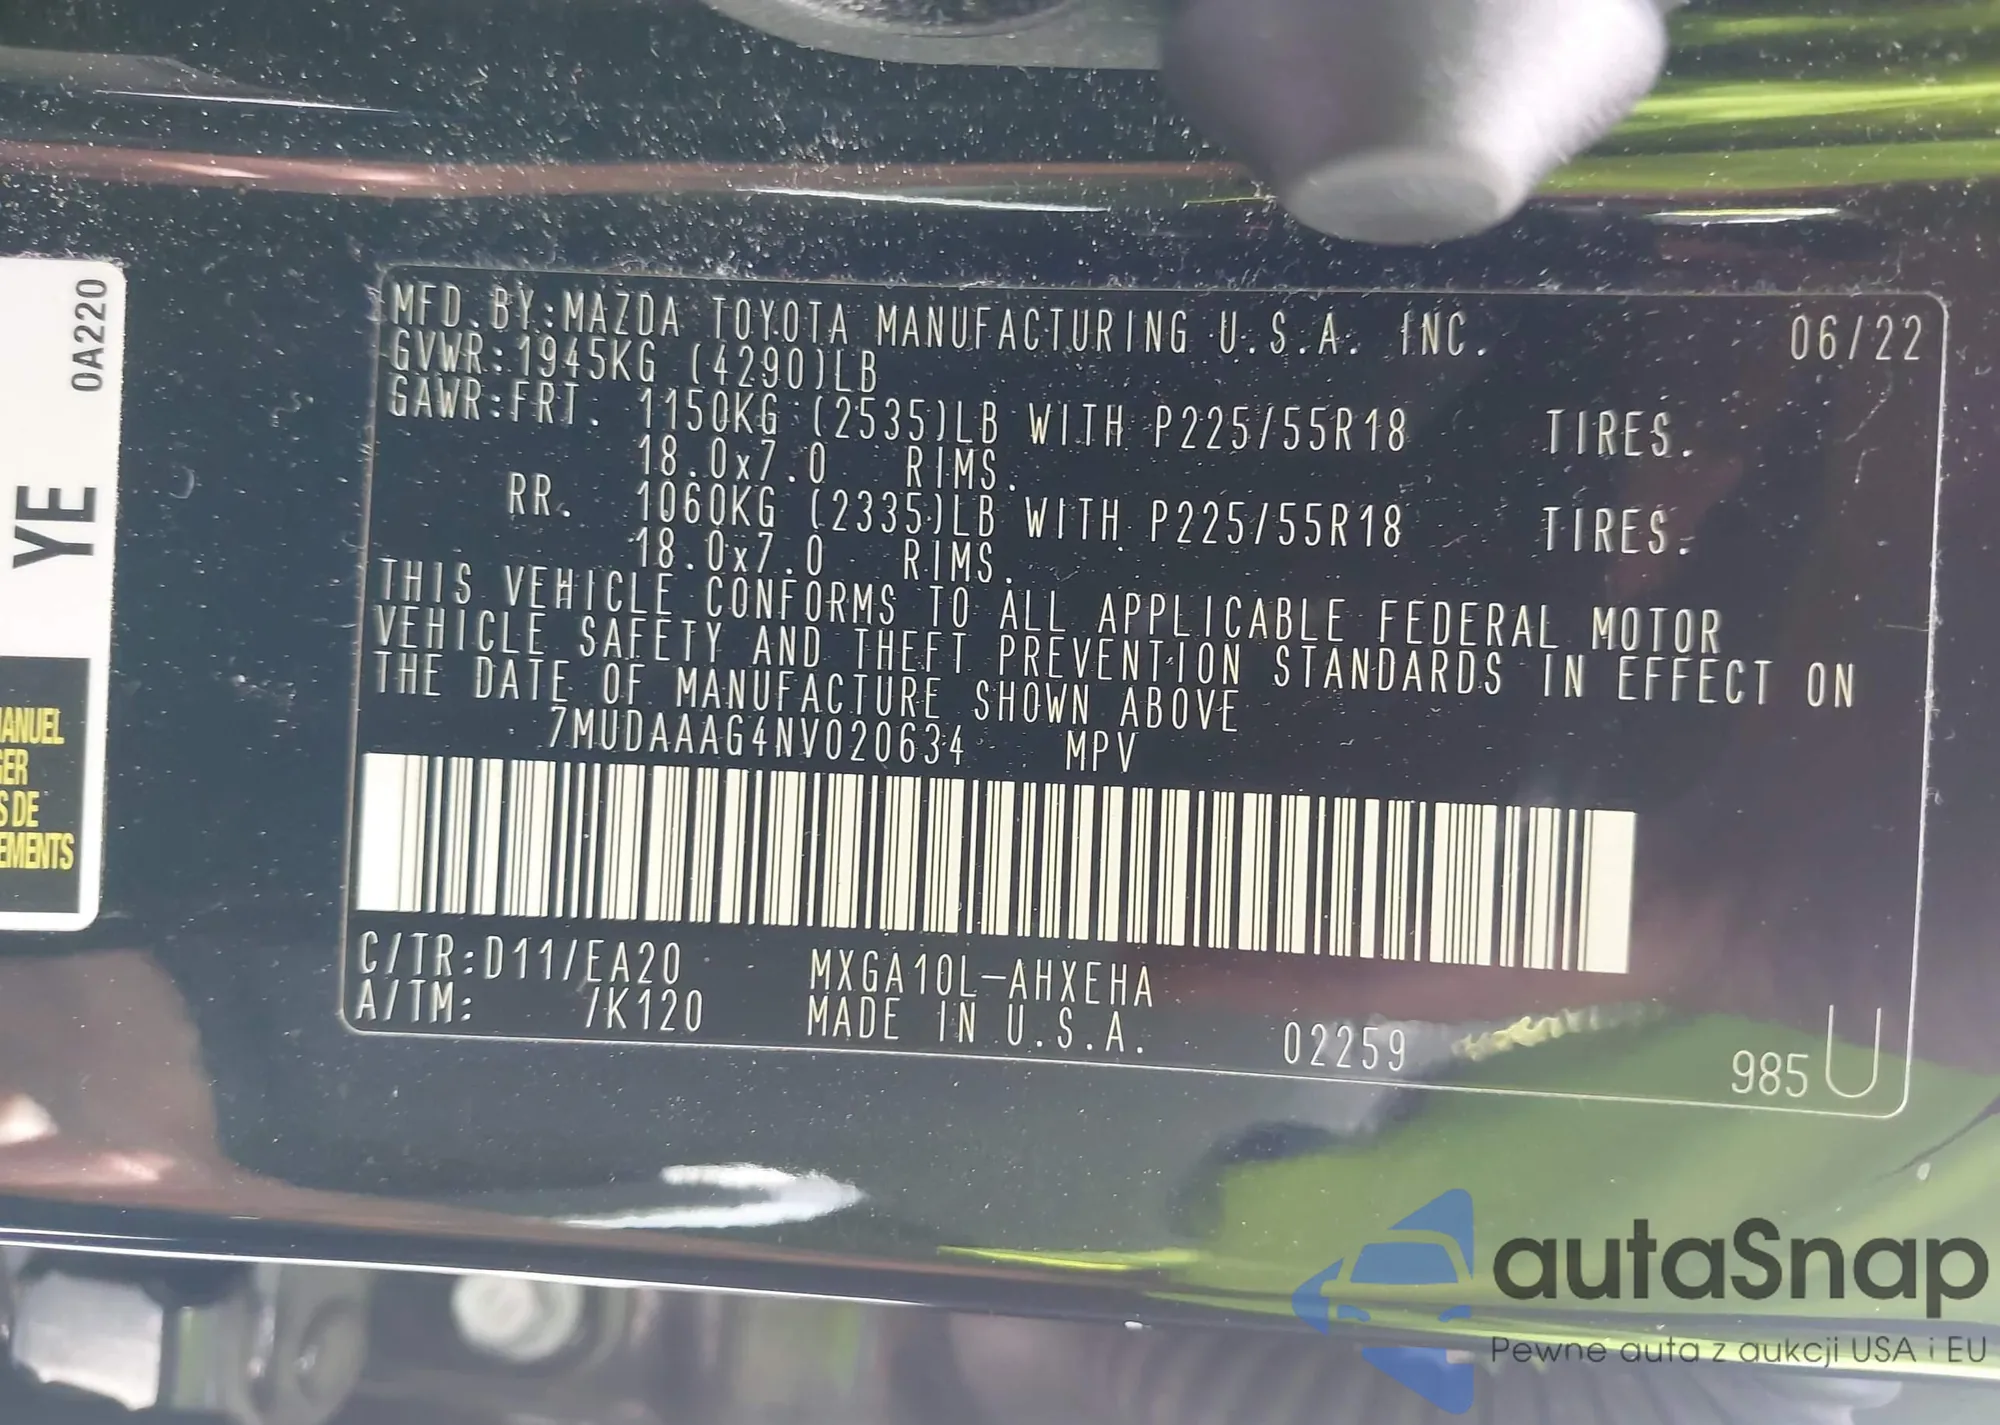 0A220
YE
MANUEL
GER
S DE
EMENTS
MFD. BY:MAZDA TOYOTA MANUFACTURING U.S.A. INC. 06/22
GVWR:1945KG (4290)LB
GAWR:FRT. 1150KG (2535)LB WITH P225/55R18 TIRES.
18.0x7.0 RIMS.
RR. 1060KG (2335)LB WITH P225/55R18 TIRES.
18.0x7.0 RIMS.
THIS VEHICLE CONFORMS TO ALL APPLICABLE FEDERAL MOTOR
VEHICLE SAFETY AND THEFT PREVENTION STANDARDS IN EFFECT ON
THE DATE OF MANUFACTURE SHOWN ABOVE
7MUDAAAG4NV020634 MPV
C/TR:D11/EA20 MXGA10L-AHXEHA
A/TM: /K120 MADE IN U.S.A. 02259 985 U
autaSnap
Pewne auta z aukcji USA i EU